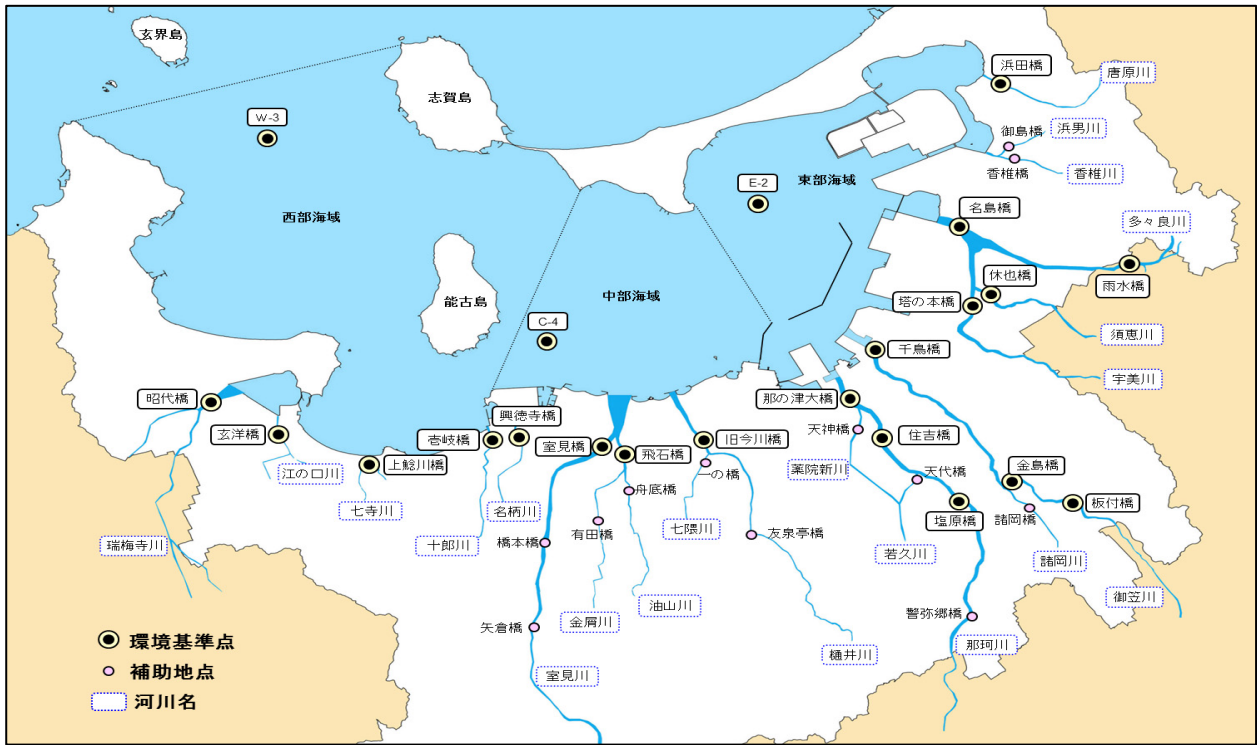 玄界島
志賀島
W-3
西部海域
能古島
中部海域
C-4
E-2
東部海域
浜田橋
唐原川
御島橋
浜男川
香椎橋
香椎川
名島橋
多々良川
休也橋
雨水橋
塔の本橋
須恵川
宇美川
千鳥橋
昭代橋
玄洋橋
江の口川
上鯰川橋
七寺川
瑞梅寺川
壱岐橋
興徳寺橋
名柄川
十郎川
室見橋
飛石橋
舟底橋
有田橋
橋本橋
金屑川
油山川
矢倉橋
室見川
旧今川橋
一の橋
七隈川
友泉亭橋
樋井川
那の津大橋
天神橋
住吉橋
薬院新川
天代橋
塩原橋
若久川
警弥郷橋
那珂川
金島橋
諸岡橋
板付橋
諸岡川
御笠川
環境基準点
補助地点
河川名